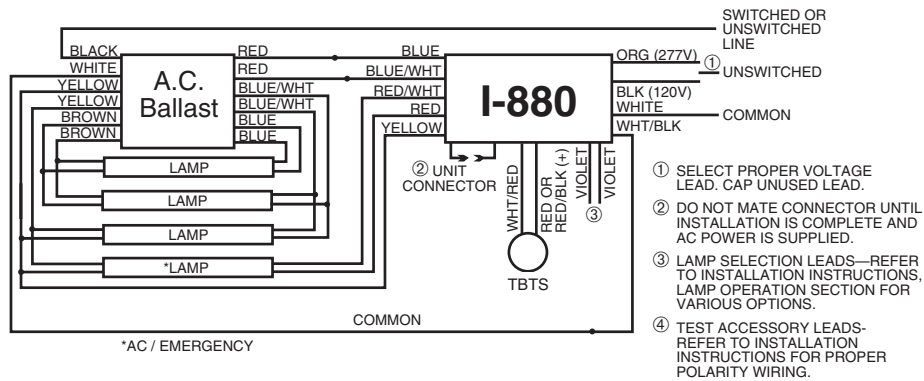 SWITCHED OR
UNSWITCHED
LINE
BLACK
RED
BLUE
ORG (277V)
①
UNSWITCHED
WHITE
RED
BLUE/WHT
YELLOW
A.C.
Ballast
BLUE/WHT
RED/WHT
I-880
BLK (120V)
YELLOW
BLUE/WHT
RED
WHITE
COMMON
BROWN
BLUE
YELLOW
WHT/BLK
BROWN
BLUE
LAMP
② UNIT
CONNECTOR
WHT/RED
RED OR
RED/BLK (+)
VIOLET
VIOLET
③
LAMP
LAMP
*LAMP
TBTS
COMMON
*AC / EMERGENCY
① SELECT PROPER VOLTAGE
LEAD. CAP UNUSED LEAD.
② DO NOT MATE CONNECTOR UNTIL
INSTALLATION IS COMPLETE AND
AC POWER IS SUPPLIED.
③ LAMP SELECTION LEADS—REFER
TO INSTALLATION INSTRUCTIONS,
LAMP OPERATION SECTION FOR
VARIOUS OPTIONS.
④ TEST ACCESSORY LEADS-
REFER TO INSTALLATION
INSTRUCTIONS FOR PROPER
POLARITY WIRING.